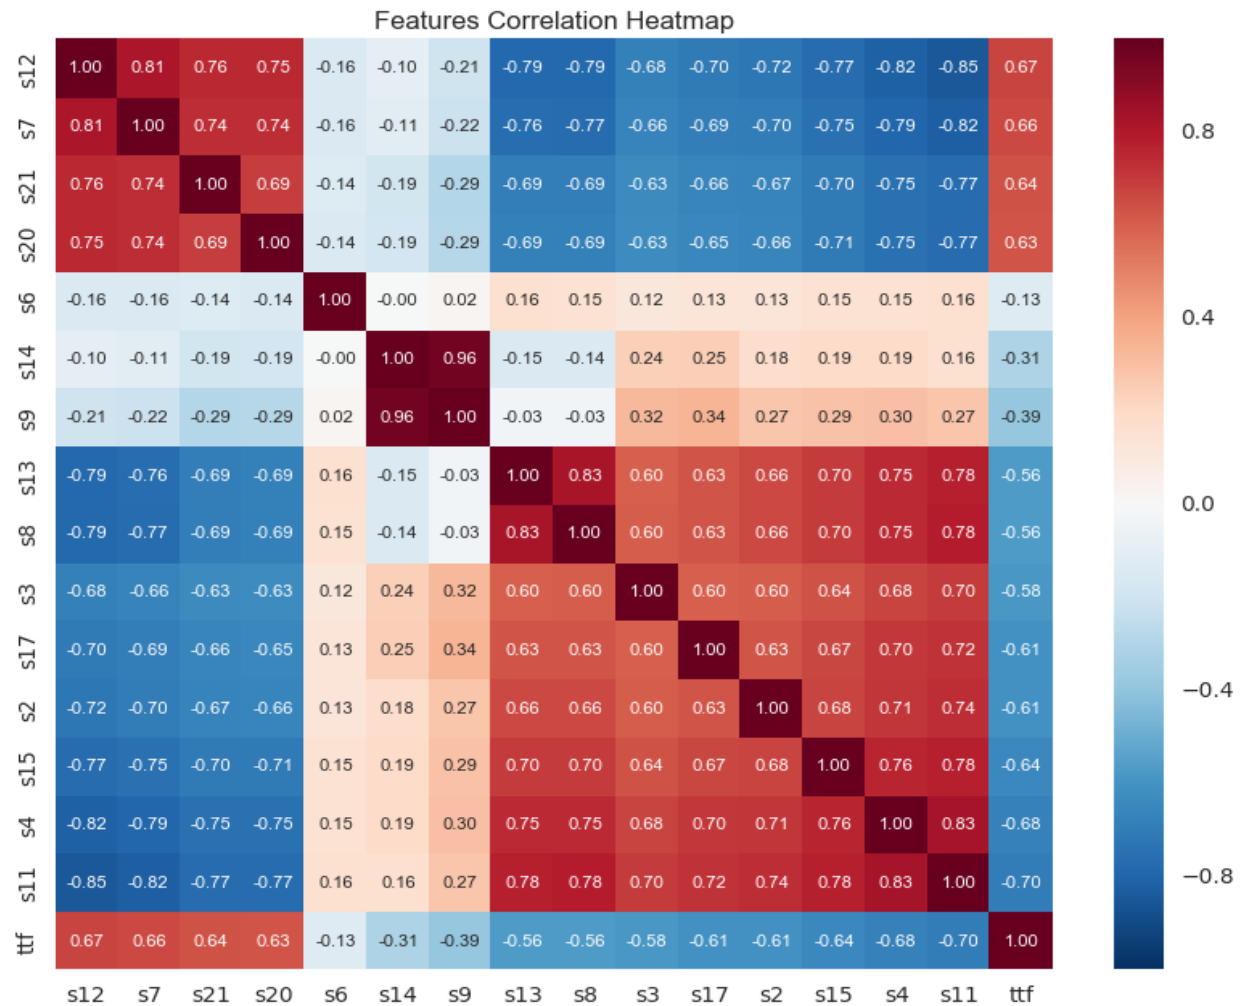 Features Correlation Heatmap
s12 1.00 0.81 0.76 0.75 -0.16 -0.10 -0.21 -0.79 -0.79 -0.68 -0.70 -0.72 -0.77 -0.82 -0.85 0.67
s7 0.81 1.00 0.74 0.74 -0.16 -0.11 -0.22 -0.76 -0.77 -0.66 -0.69 -0.70 -0.75 -0.79 -0.82 0.66
s21 0.76 0.74 1.00 0.69 -0.14 -0.19 -0.29 -0.69 -0.69 -0.63 -0.66 -0.67 -0.70 -0.75 -0.77 0.64
s20 0.75 0.74 0.69 1.00 -0.14 -0.19 -0.29 -0.69 -0.69 -0.63 -0.65 -0.66 -0.71 -0.75 -0.77 0.63
s6 -0.16 -0.16 -0.14 -0.14 1.00 -0.00 0.02 0.16 0.15 0.12 0.13 0.13 0.15 0.15 0.16 -0.13
s14 -0.10 -0.11 -0.19 -0.19 -0.00 1.00 0.96 -0.15 -0.14 0.24 0.25 0.18 0.19 0.19 0.16 -0.31
s9 -0.21 -0.22 -0.29 -0.29 0.02 0.96 1.00 -0.03 -0.03 0.32 0.34 0.27 0.29 0.30 0.27 -0.39
s13 -0.79 -0.76 -0.69 -0.69 0.16 -0.15 -0.03 1.00 0.83 0.60 0.63 0.66 0.70 0.75 0.78 -0.56
s8 -0.79 -0.77 -0.69 -0.69 0.15 -0.14 -0.03 0.83 1.00 0.60 0.63 0.66 0.70 0.75 0.78 -0.56
s3 -0.68 -0.66 -0.63 -0.63 0.12 0.24 0.32 0.60 0.60 1.00 0.60 0.60 0.64 0.68 0.70 -0.58
s17 -0.70 -0.69 -0.66 -0.65 0.13 0.25 0.34 0.63 0.63 0.60 1.00 0.63 0.67 0.70 0.72 -0.61
s2 -0.72 -0.70 -0.67 -0.66 0.13 0.18 0.27 0.66 0.66 0.60 0.63 1.00 0.68 0.71 0.74 -0.61
s15 -0.77 -0.75 -0.70 -0.71 0.15 0.19 0.29 0.70 0.70 0.64 0.67 0.68 1.00 0.76 0.78 -0.64
s4 -0.82 -0.79 -0.75 -0.75 0.15 0.19 0.30 0.75 0.75 0.68 0.70 0.71 0.76 1.00 0.83 -0.68
s11 -0.85 -0.82 -0.77 -0.77 0.16 0.16 0.27 0.78 0.78 0.70 0.72 0.74 0.78 0.83 1.00 -0.70
ttf 0.67 0.66 0.64 0.63 -0.13 -0.31 -0.39 -0.56 -0.56 -0.58 -0.61 -0.61 -0.64 -0.68 -0.70 1.00
s12 s7 s21 s20 s6 s14 s9 s13 s8 s3 s17 s2 s15 s4 s11 ttf
0.8
0.4
0.0
−0.4
−0.8